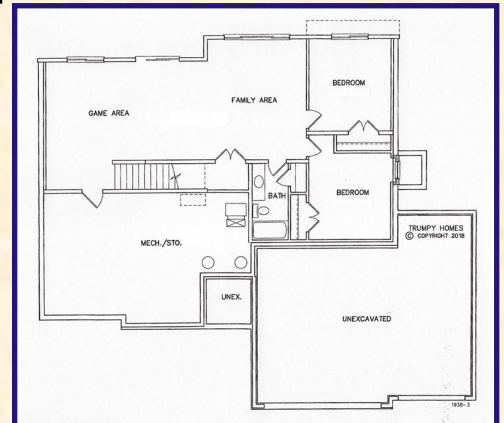 BEDROOM
FAMILY AREA
GAME AREA
BATH
BEDROOM
TRUMPY HOMES
© COPYRIGHT 2018
MECH./STO.
UNEX.
UNEXCAVATED
1938-3